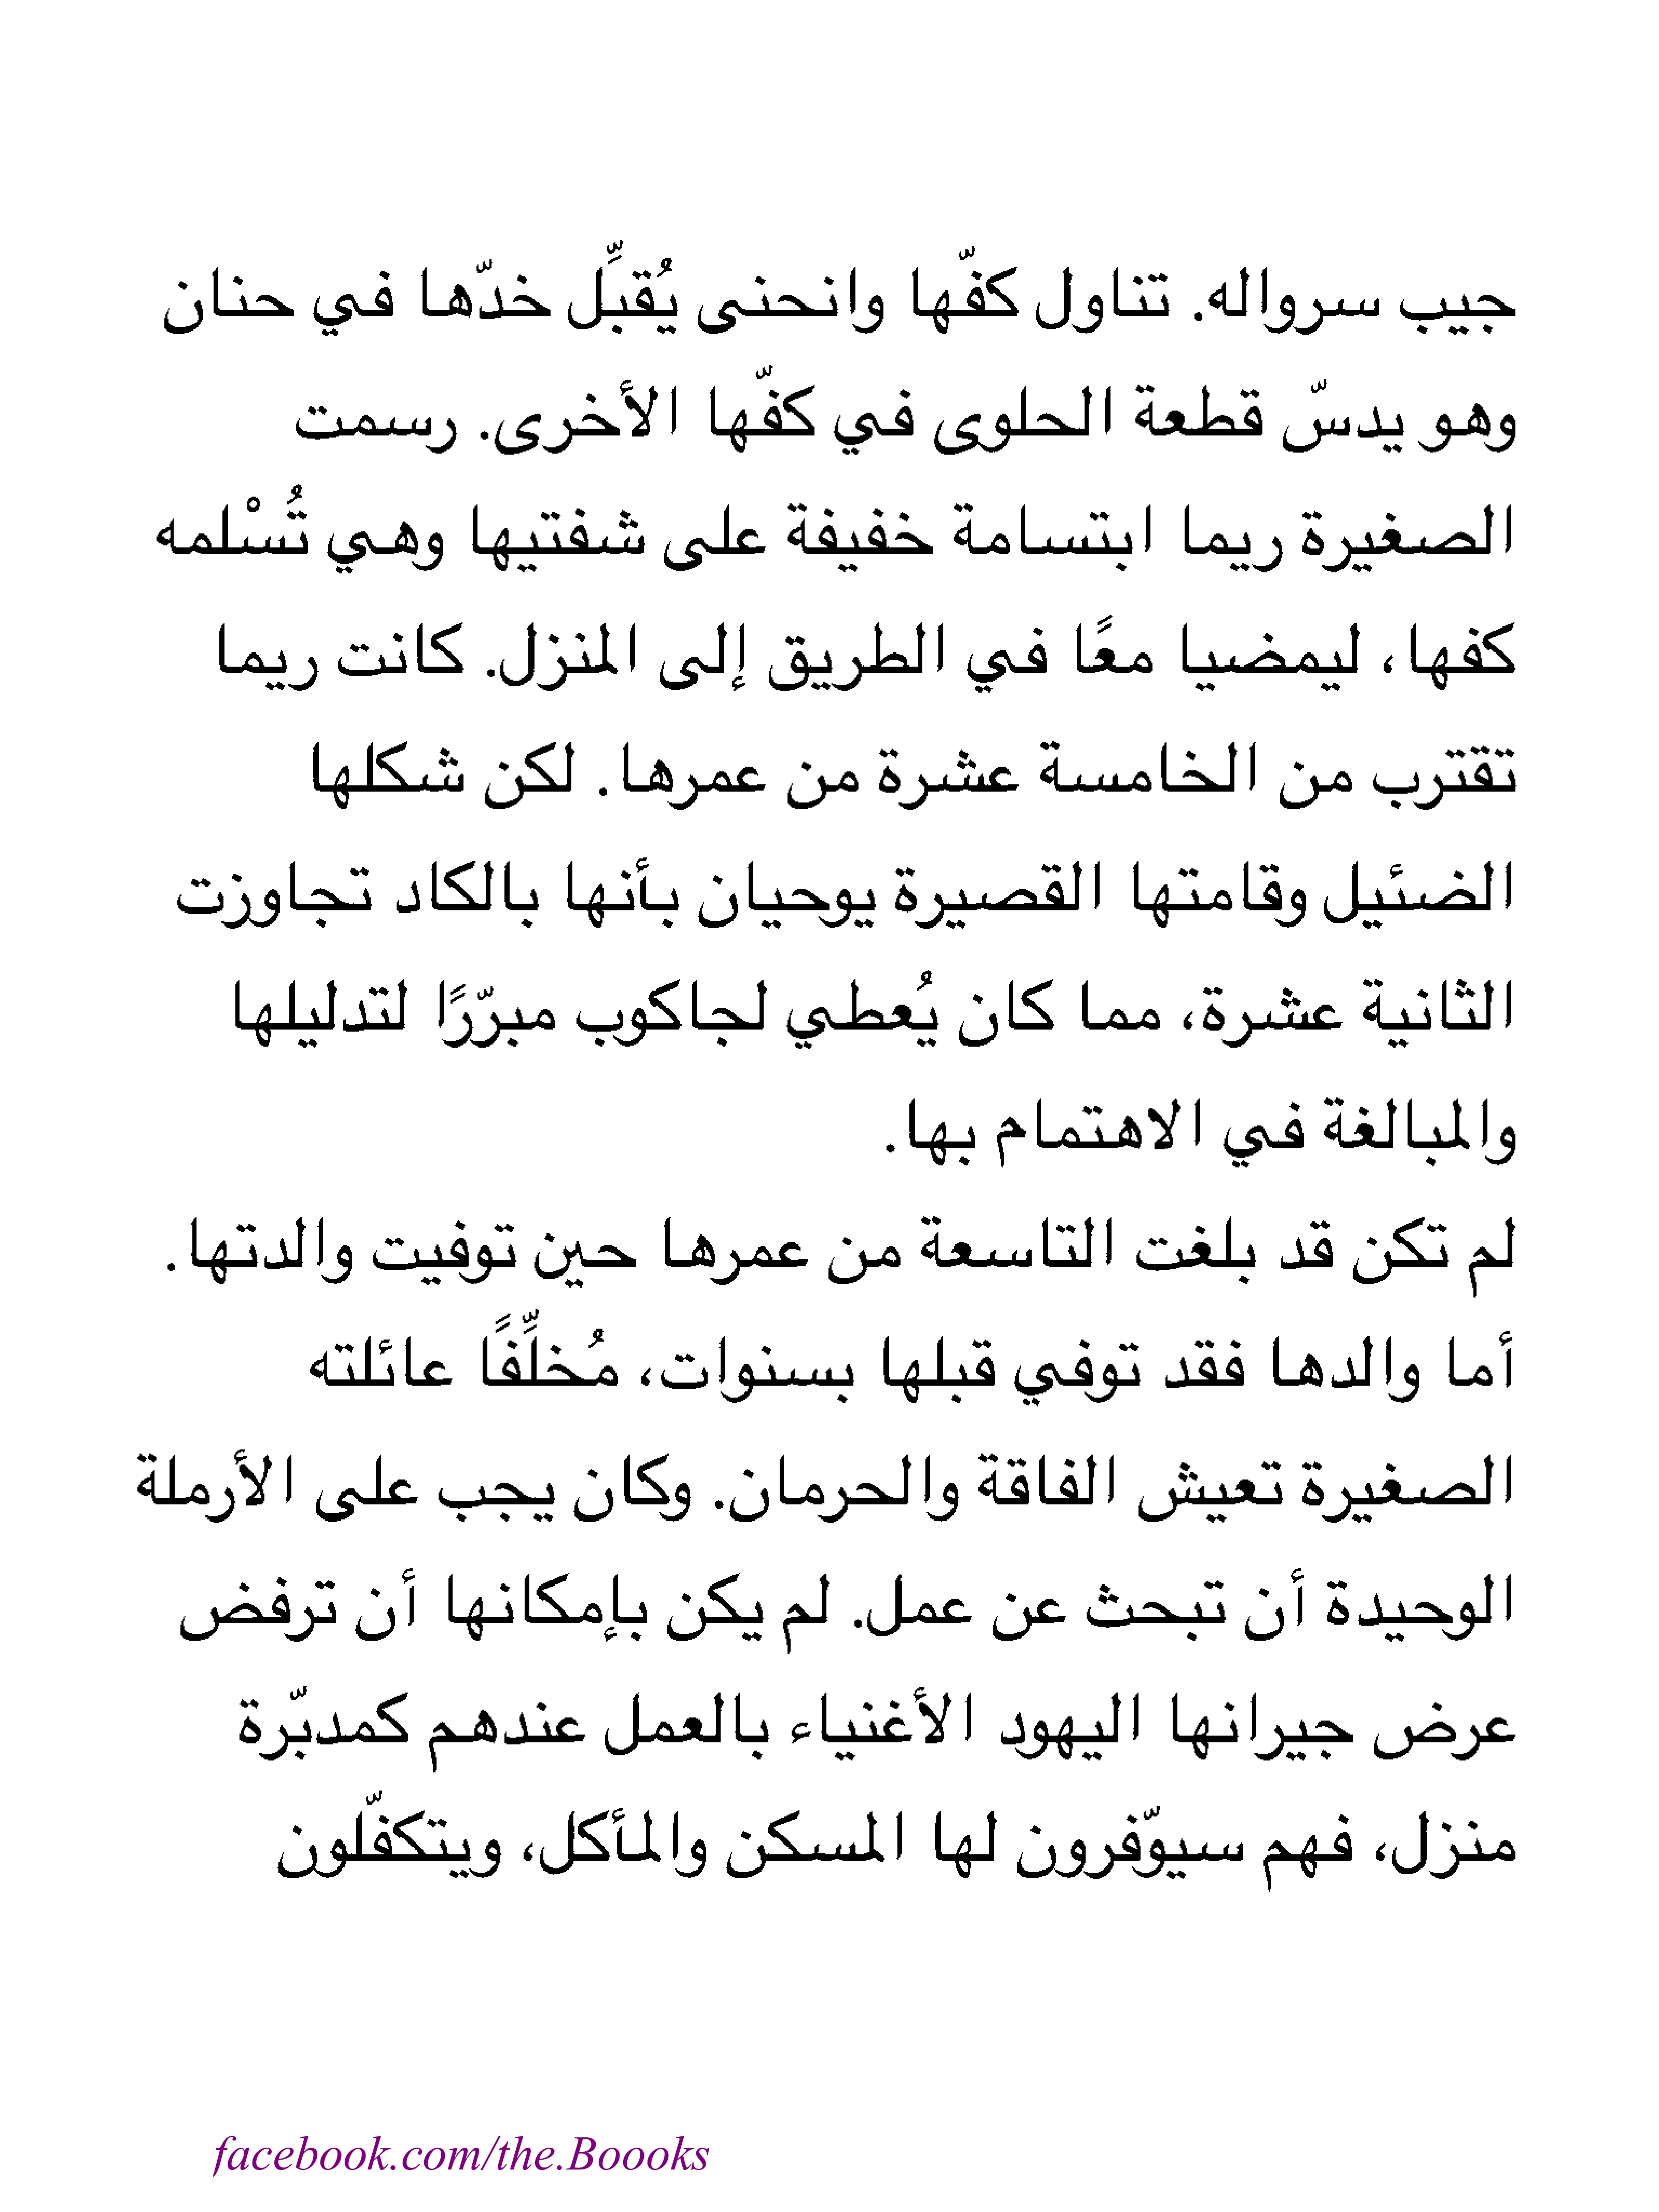 جيب سرواله. تناول كفّها وانحنى يُقبِّل خدّها في حنان
وهو يدسّ قطعة الحلوى في كفّها الأخرى. رسمت
الصغيرة ريما ابتسامة خفيفة على شفتيها وهي تُسْلمه
كفها، ليمضيا معًا في الطريق إلى المنزل. كانت ريما
تقترب من الخامسة عشرة من عمرها. لكن شكلها
الضئيل وقامتها القصيرة يوحيان بأنها بالكاد تجاوزت
الثانية عشرة، مما كان يُعطي لجاكوب مبرّرًا لتدليلها
والمبالغة في الاهتمام بها.
لم تكن قد بلغت التاسعة من عمرها حين توفيت والدتها.
أما والدها فقد توفي قبلها بسنوات، مُخلِّفًا عائلته
الصغيرة تعيش الفاقة والحرمان. وكان يجب على الأرملة
الوحيدة أن تبحث عن عمل. لم يكن بإمكانها أن ترفض
عرض جيرانها اليهود الأغنياء بالعمل عندهم كمدبّرة
منزل، فهم سيوّفرون لها المسكن والمأكل، ويتكفّلون
facebook.com/the.Boooks